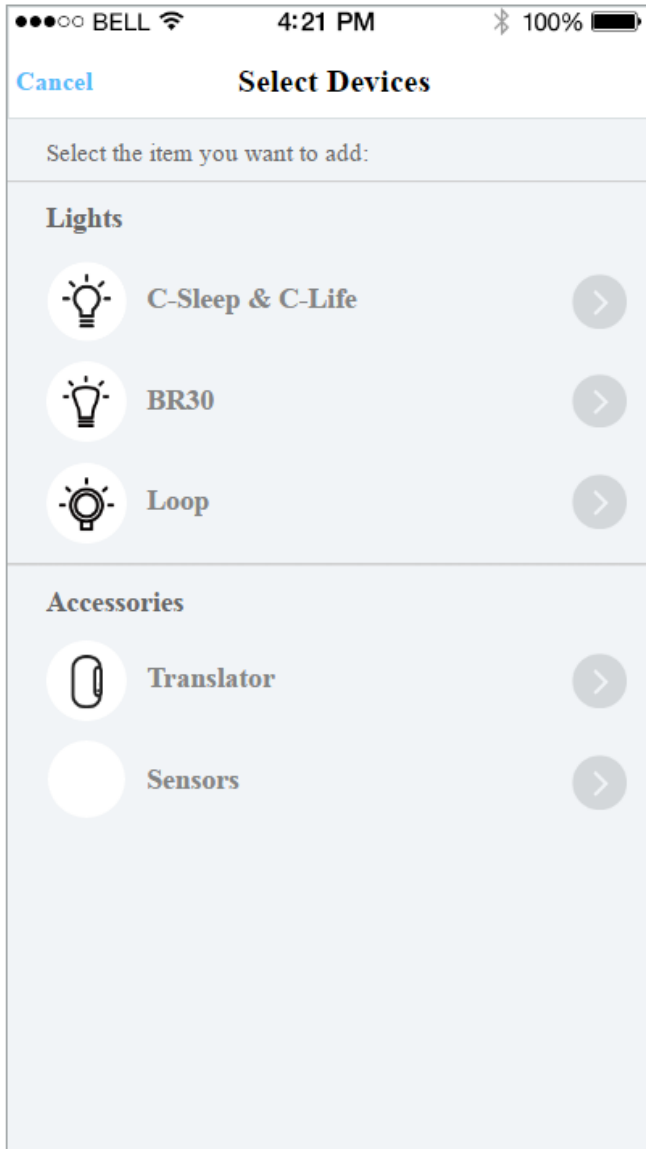 BELL 4:21 PM 100%
Cancel Select Devices
Select the item you want to add:
Lights
C-Sleep & C-Life
BR30
Loop
Accessories
Translator
Sensors